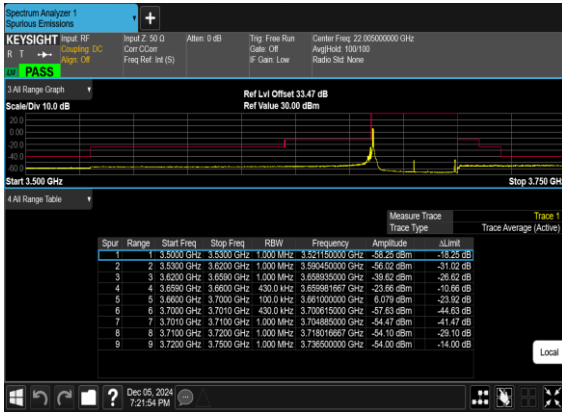 Spectrum Analyzer 1
Spurious Emissions
+
KEYSIGHT Input: RF Input Z: 50 Ω Atten: 0 dB Trig: Free Run Center Freq: 22.005000000 GHz
R T Coupling: DC Corr CCorr Gate: Off Avg|Hold: 100/100
Align: Off Freq Ref: Int (S) IF Gain: Low Radio Std: None
PASS
3 All Range Graph
Ref Lvl Offset 33.47 dB
Scale/Div 10.0 dB Ref Value 30.00 dBm
20.0
0.00
-20.0
-40.0
-60.0
Start 3.500 GHz Stop 3.750 GHz
4 All Range Table
Measure Trace Trace 1
Trace Type Trace Average (Active)
Spur Range Start Freq Stop Freq RBW Frequency Amplitude ΔLimit
1 1 3.5000 GHz 3.5300 GHz 1.000 MHz 3.521150000 GHz -58.25 dBm -18.25 dB
2 2 3.5300 GHz 3.6200 GHz 1.000 MHz 3.590450000 GHz -56.02 dBm -31.02 dB
3 3 3.6200 GHz 3.6590 GHz 1.000 MHz 3.658935000 GHz -39.62 dBm -26.62 dB
4 4 3.6590 GHz 3.6600 GHz 430.0 kHz 3.659981667 GHz -23.66 dBm -10.66 dB
5 5 3.6600 GHz 3.7000 GHz 100.0 kHz 3.661000000 GHz 6.079 dBm -23.92 dB
6 6 3.7000 GHz 3.7010 GHz 430.0 kHz 3.700615000 GHz -57.63 dBm -44.63 dB
7 7 3.7010 GHz 3.7100 GHz 1.000 MHz 3.704885000 GHz -54.47 dBm -41.47 dB
8 8 3.7100 GHz 3.7200 GHz 1.000 MHz 3.718016667 GHz -54.10 dBm -29.10 dB
9 9 3.7200 GHz 3.7500 GHz 1.000 MHz 3.736500000 GHz -54.00 dBm -14.00 dB
Local
? Dec 05, 2024
7:21:54 PM